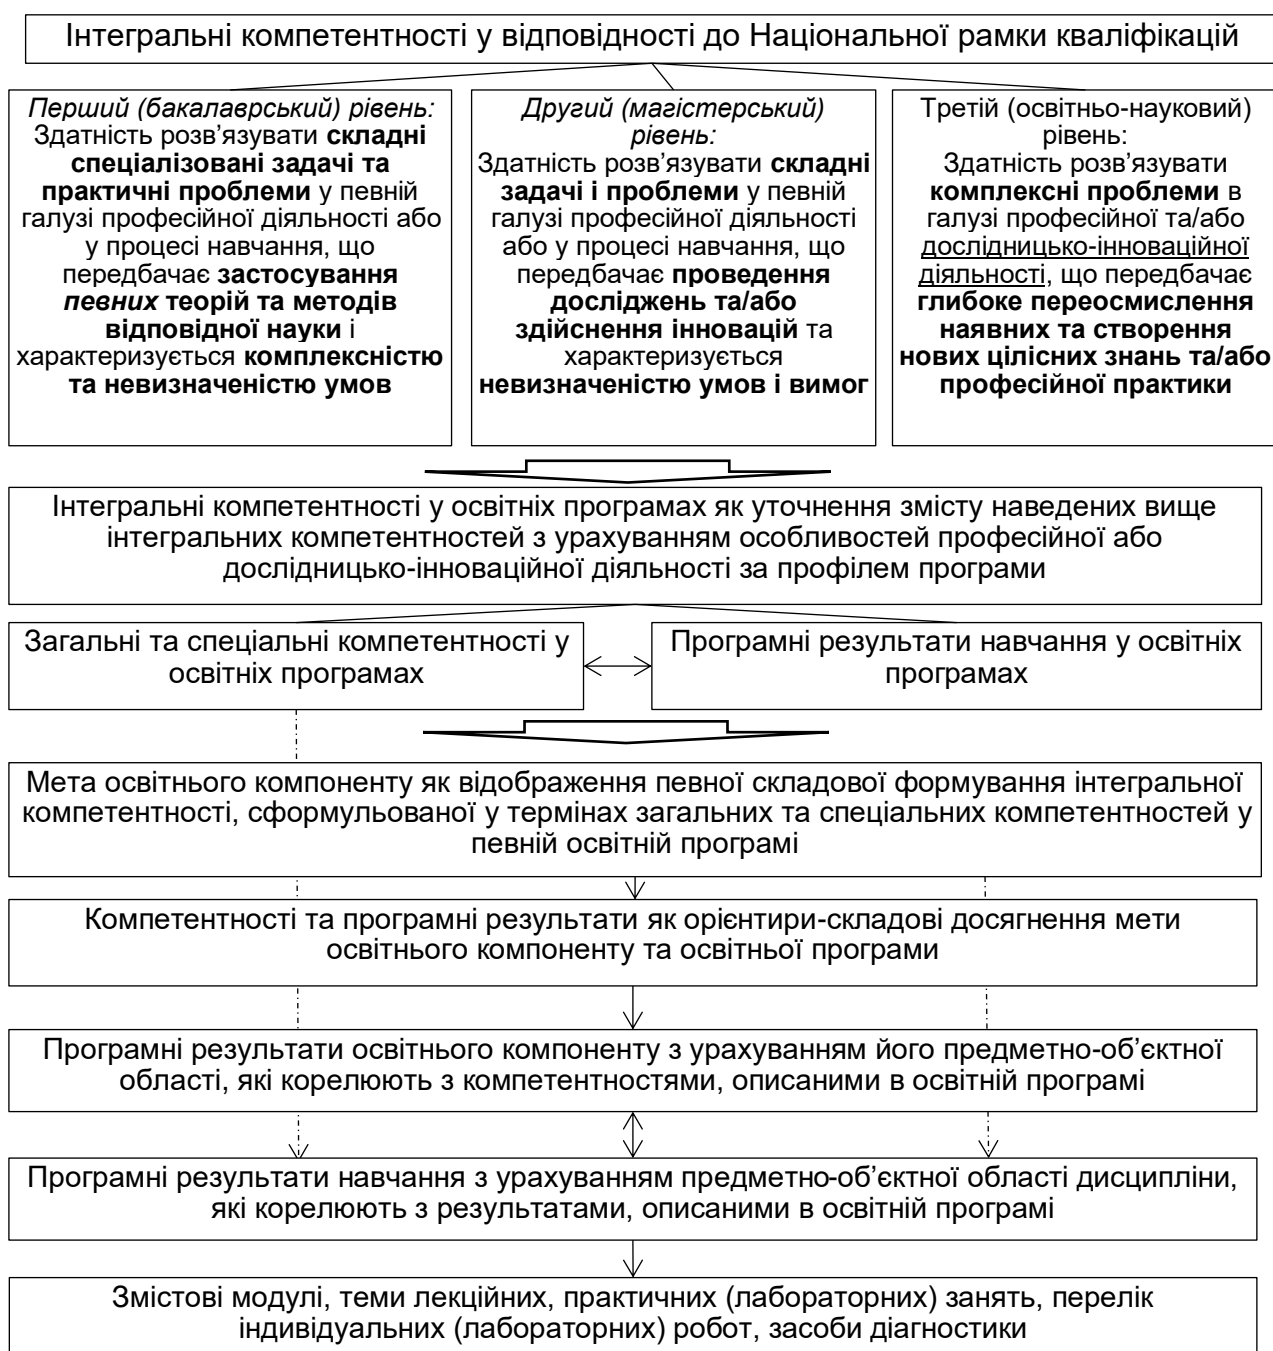 Інтегральні компетентності у відповідності до Національної рамки кваліфікацій
Перший (бакалаврський) рівень:
Здатність розв'язувати складні
спеціалізовані задачі та
практичні проблеми у певній
галузі професійної діяльності або
у процесі навчання, що
передбачає застосування
певних теорій та методів
відповідної науки і
характеризується комплексністю
та невизначеністю умов
Другий (магістерський)
рівень:
Здатність розв'язувати складні
задачі і проблеми у певній
галузі професійної діяльності
або у процесі навчання, що
передбачає проведення
досліджень та/або
здійснення інновацій та
характеризується
невизначеністю умов і вимог
Третій (освітньо-науковий)
рівень:
Здатність розв'язувати
комплексні проблеми в
галузі професійної та/або
дослідницько-інноваційної
діяльності, що передбачає
глибоке переосмислення
наявних та створення
нових цілісних знань та/або
професійної практики
Інтегральні компетентності у освітніх програмах як уточнення змісту наведених вище
інтегральних компетентностей з урахуванням особливостей професійної або
дослідницько-інноваційної діяльності за профілем програми
Загальні та спеціальні компетентності у
освітніх програмах
Програмні результати навчання у освітніх
програмах
Мета освітнього компоненту як відображення певної складової формування інтегральної
компетентності, сформульованої у термінах загальних та спеціальних компетентностей у
певній освітній програмі
Компетентності та програмні результати як орієнтири-складові досягнення мети
освітнього компоненту та освітньої програми
Програмні результати освітнього компоненту з урахуванням його предметно-об’єктної
області, які корелюють з компетентностями, описаними в освітній програмі
Програмні результати навчання з урахуванням предметно-об’єктної області дисципліни,
які корелюють з результатами, описаними в освітній програмі
Змістові модулі, теми лекційних, практичних (лабораторних) занять, перелік
індивідуальних (лабораторних) робот, засоби діагностики